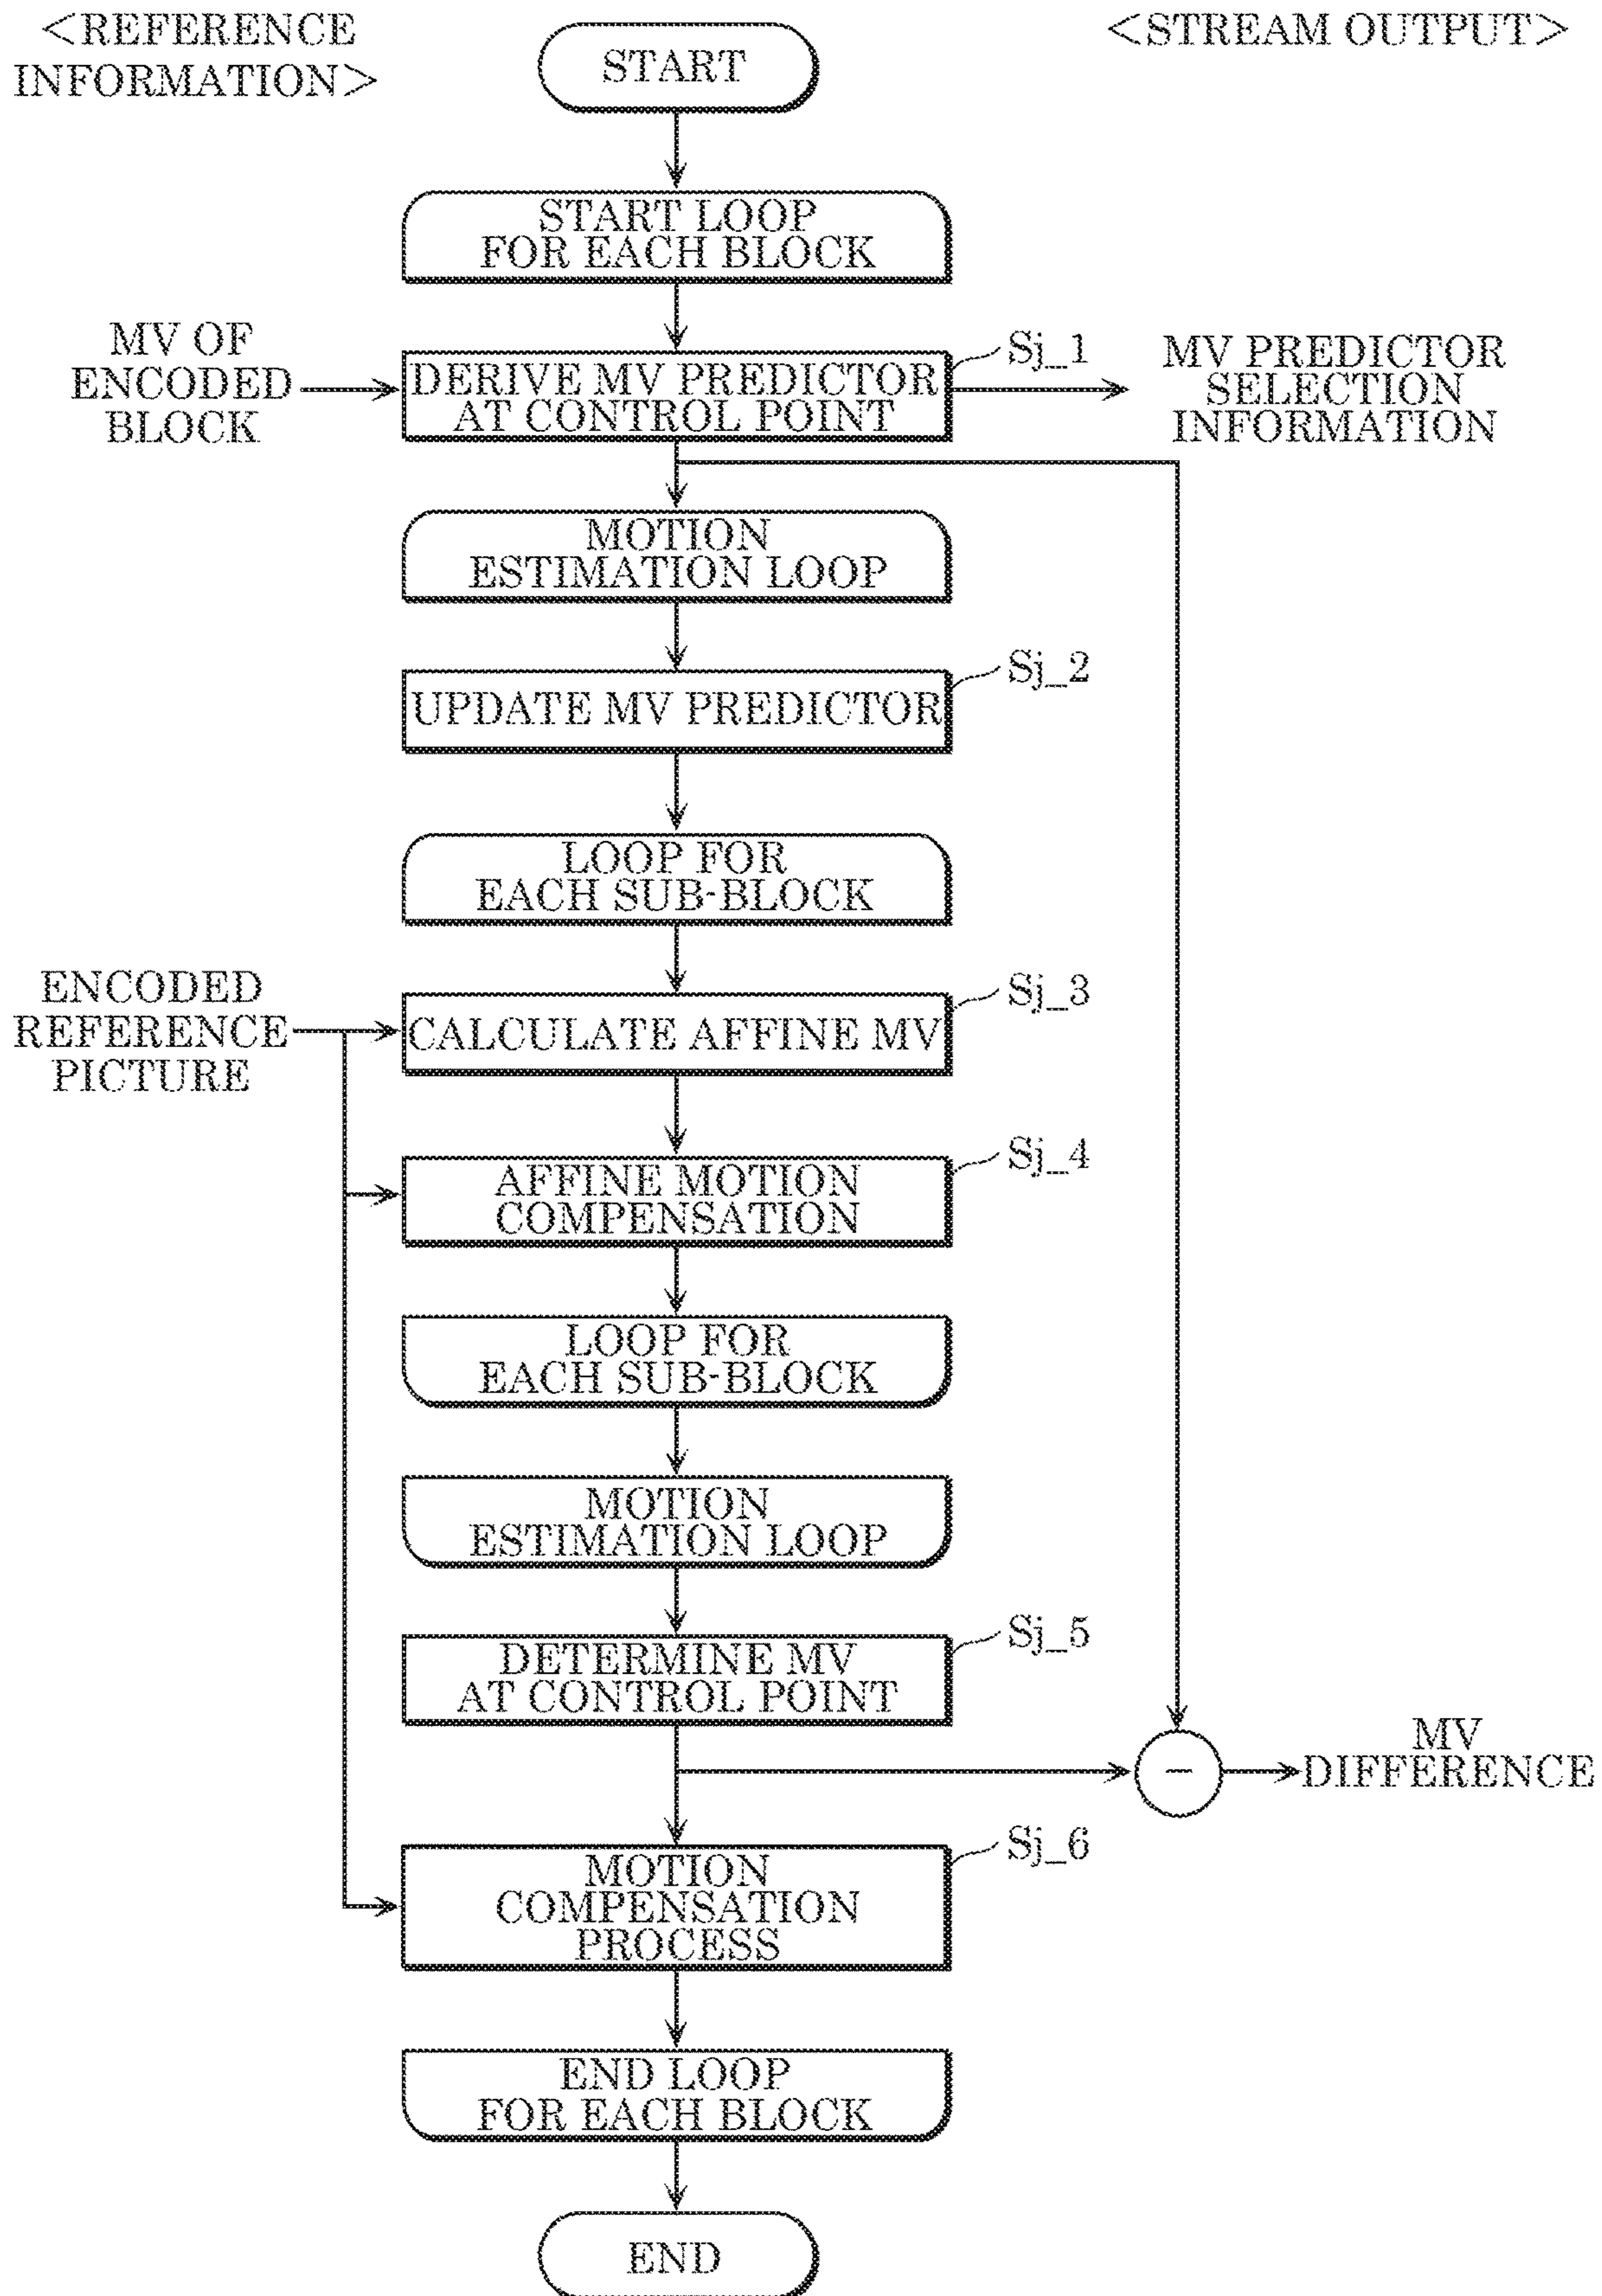 <REFERENCE
INFORMATION>
START
<STREAM OUTPUT>
START LOOP
FOR EACH BLOCK
MV OF
ENCODED
BLOCK
DERIVE MV PREDICTOR
AT CONTROL POINT
Sj_1
MV PREDICTOR
SELECTION
INFORMATION
MOTION
ESTIMATION LOOP
Sj_2
UPDATE MV PREDICTOR
LOOP FOR
EACH SUB-BLOCK
ENCODED
REFERENCE
PICTURE
Sj_3
CALCULATE AFFINE MV
Sj_4
AFFINE MOTION
COMPENSATION
LOOP FOR
EACH SUB-BLOCK
MOTION
ESTIMATION LOOP
Sj_5
DETERMINE MV
AT CONTROL POINT
−
MV
DIFFERENCE
Sj_6
MOTION
COMPENSATION
PROCESS
END LOOP
FOR EACH BLOCK
END